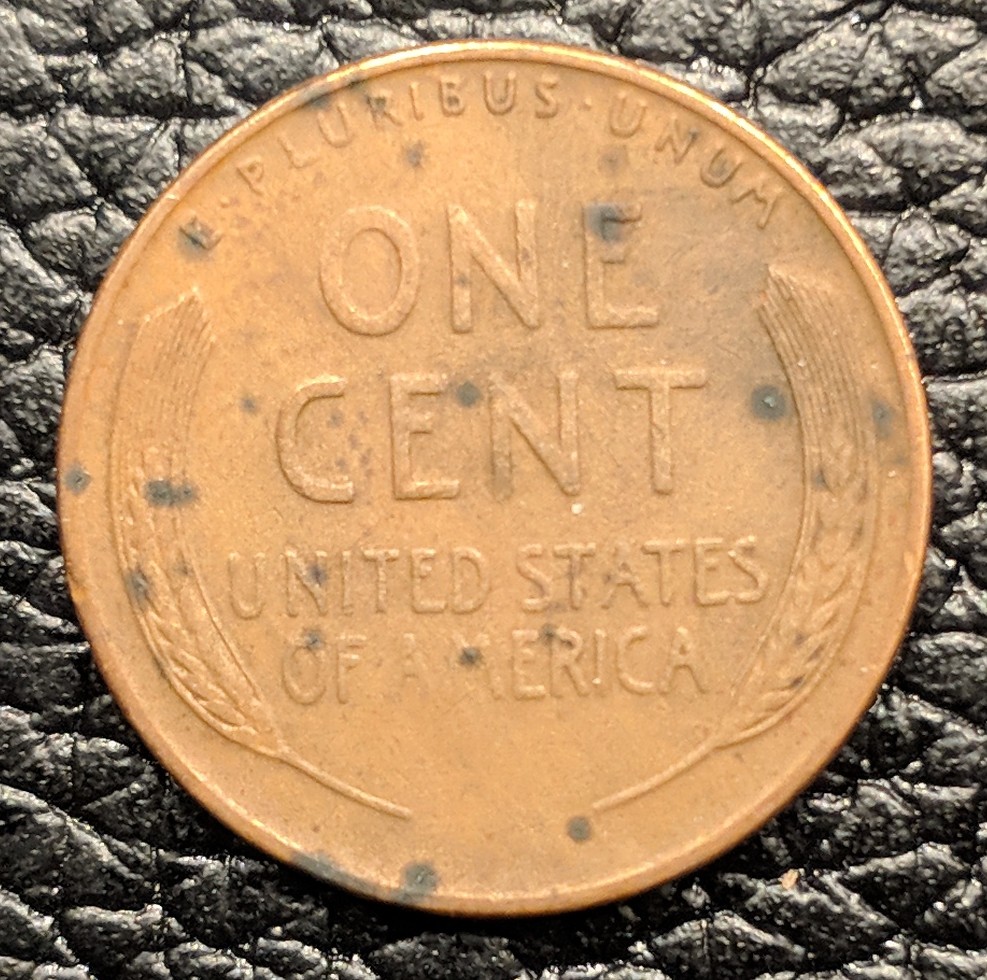 E·PLURIBUS·UNUM
ONE
CENT
UNITED STATES
OF AMERICA